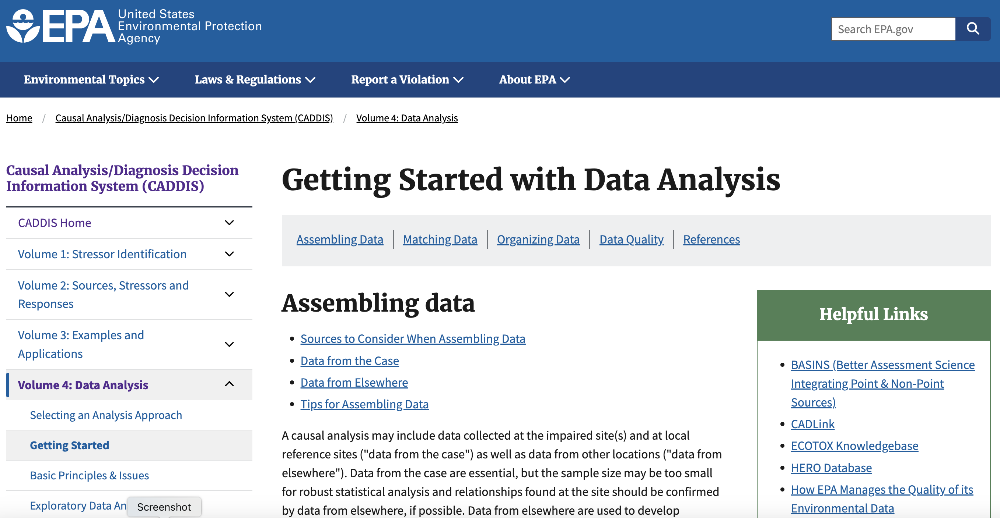 EPA
United States
Environmental Protection
Agency
Search EPA.gov
Environmental Topics
Laws & Regulations
Report a Violation
About EPA
Home / Causal Analysis/Diagnosis Decision Information System (CADDIS) / Volume 4: Data Analysis
Causal Analysis/Diagnosis Decision
Information System (CADDIS)
CADDIS Home
Volume 1: Stressor Identification
Volume 2: Sources, Stressors and
Responses
Volume 3: Examples and
Applications
Volume 4: Data Analysis
Selecting an Analysis Approach
Getting Started
Basic Principles & Issues
Exploratory Data An
Screenshot
Getting Started with Data Analysis
Assembling Data | Matching Data | Organizing Data | Data Quality | References
Assembling data
• Sources to Consider When Assembling Data
• Data from the Case
• Data from Elsewhere
• Tips for Assembling Data
A causal analysis may include data collected at the impaired site(s) and at local
reference sites ("data from the case") as well as data from other locations ("data from
elsewhere"). Data from the case are essential, but the sample size may be too small
for robust statistical analysis and relationships found at the site should be confirmed
by data from elsewhere, if possible. Data from elsewhere are used to develop
Helpful Links
• BASINS (Better Assessment Science
Integrating Point & Non-Point
Sources)
• CADLink
• ECOTOX Knowledgebase
• HERO Database
• How EPA Manages the Quality of its
Environmental Data